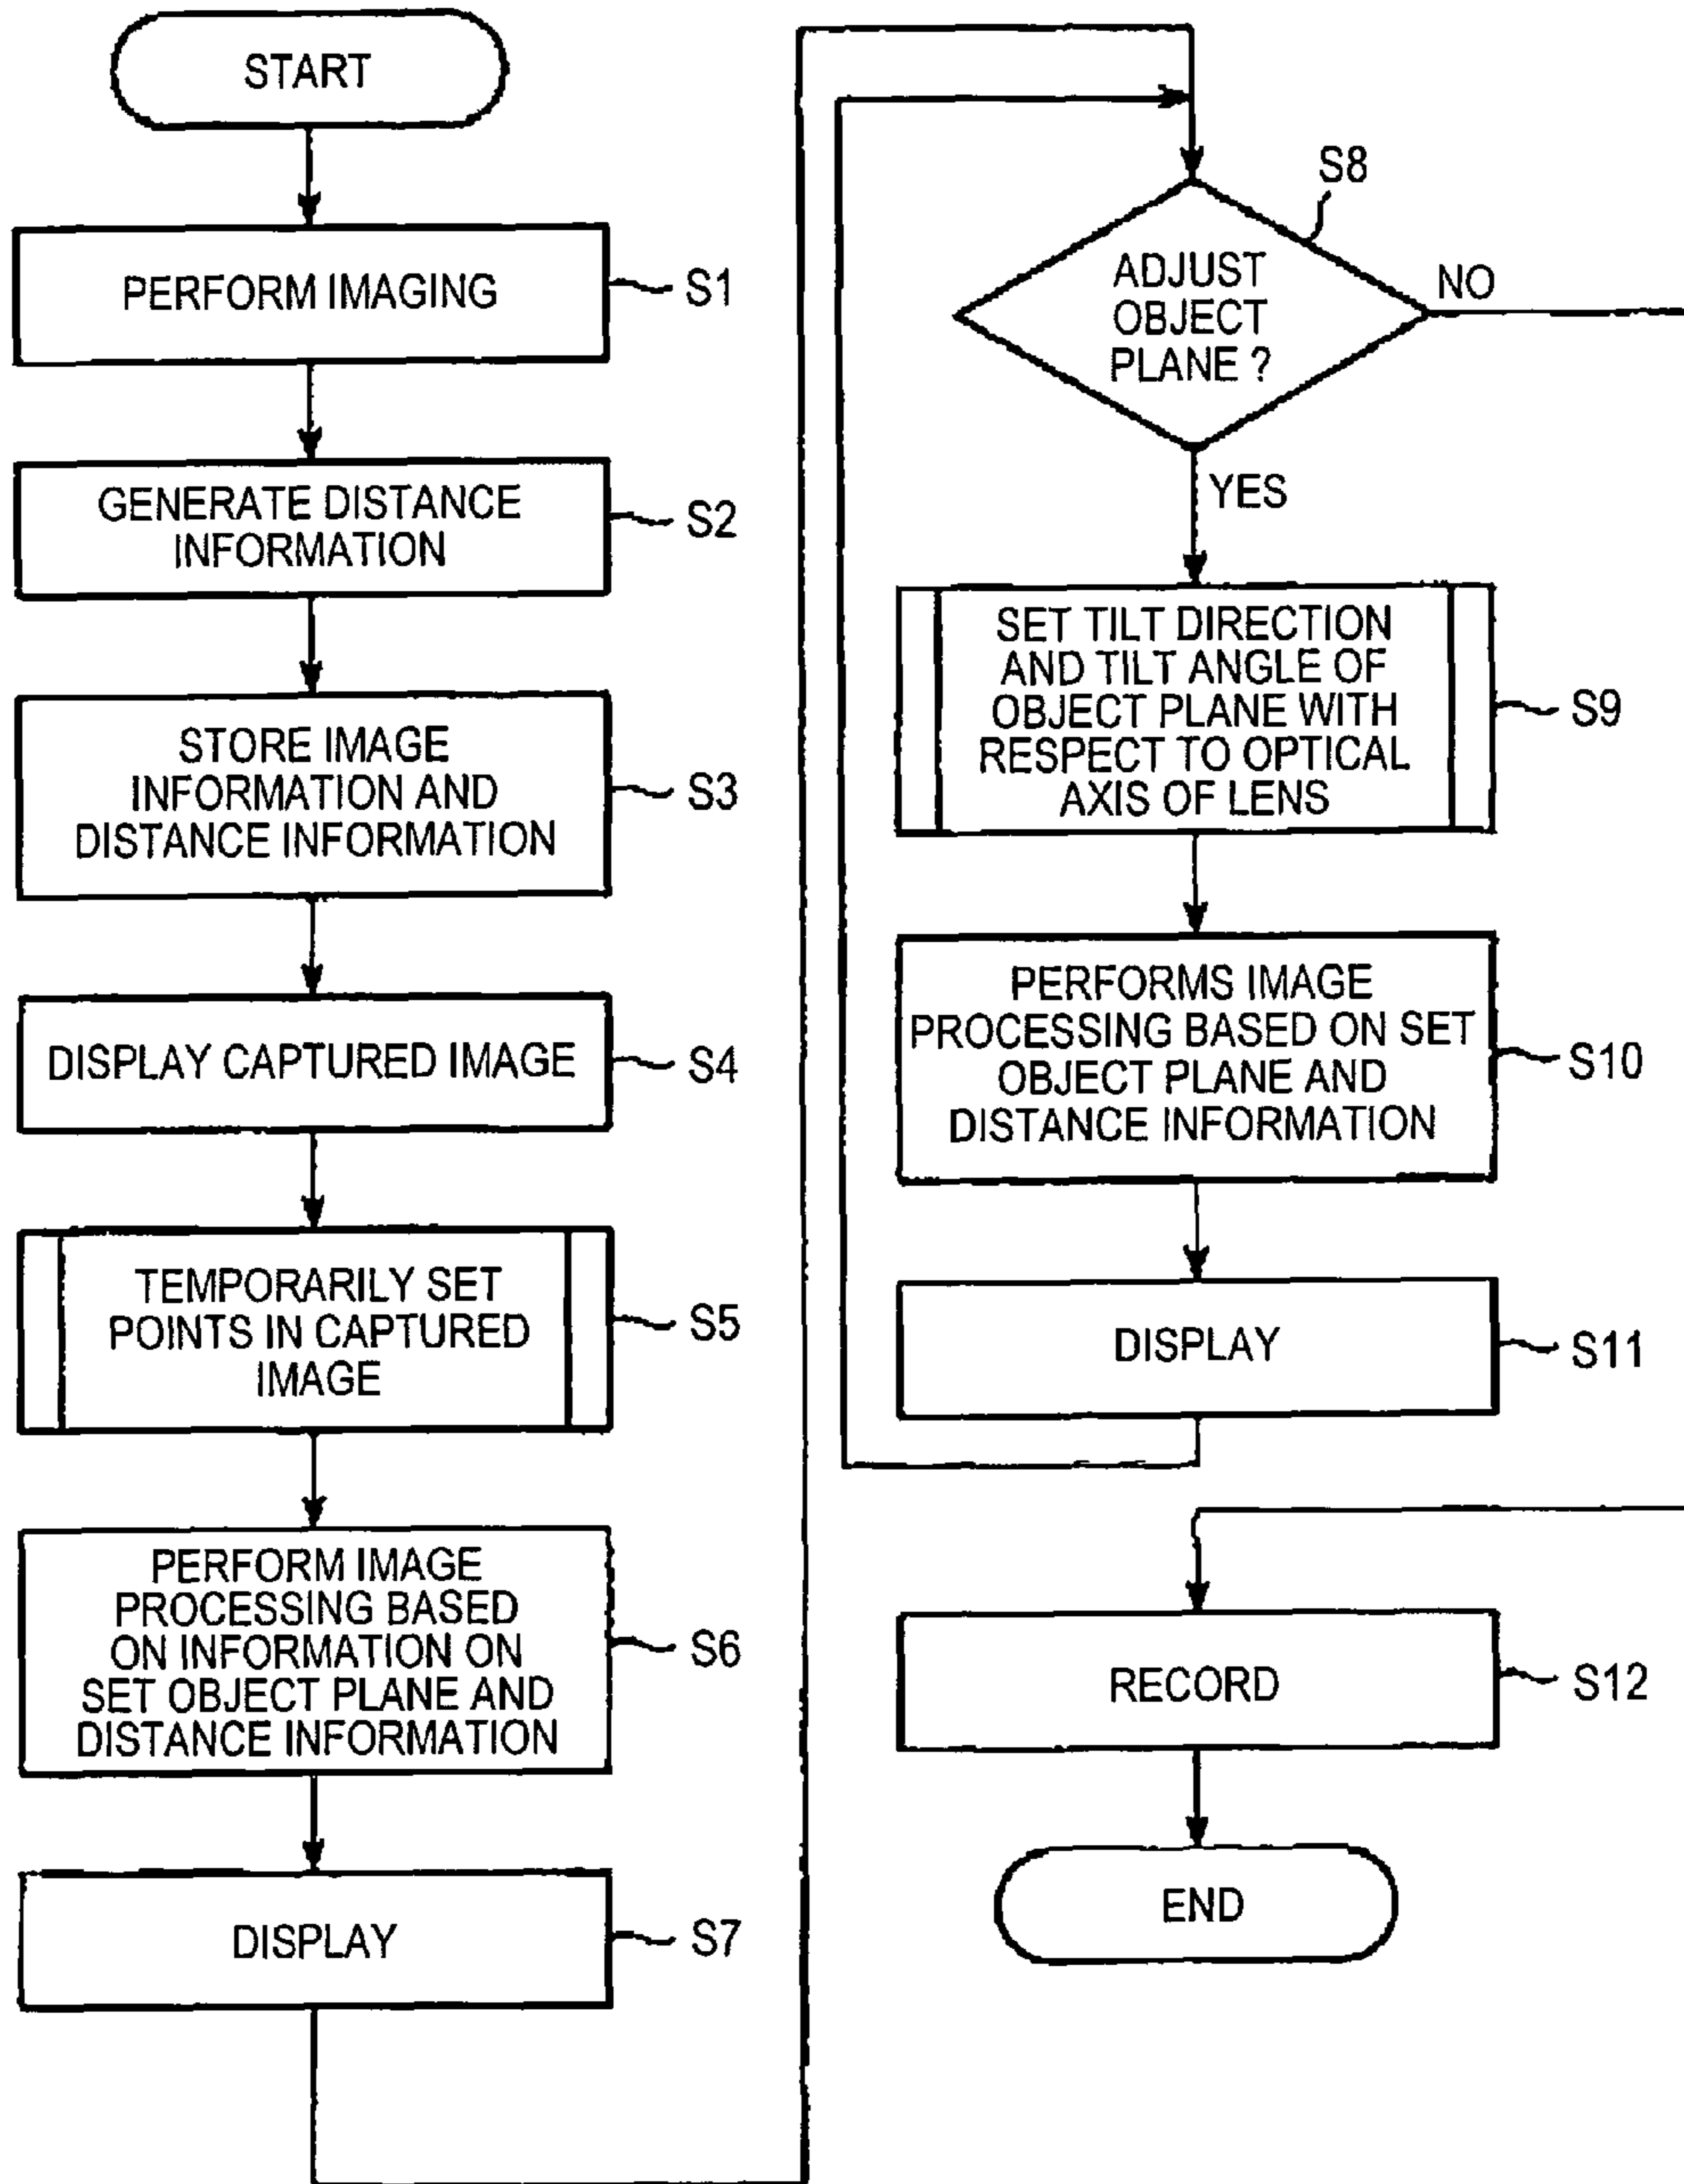 START
PERFORM IMAGING
S1
GENERATE DISTANCE
INFORMATION
S2
STORE IMAGE
INFORMATION AND
DISTANCE INFORMATION
S3
DISPLAY CAPTURED IMAGE
S4
TEMPORARILY SET
POINTS IN CAPTURED
IMAGE
S5
PERFORM IMAGE
PROCESSING BASED
ON INFORMATION ON
SET OBJECT PLANE AND
DISTANCE INFORMATION
S6
DISPLAY
S7
S8
ADJUST
OBJECT
PLANE ?
NO
YES
SET TILT DIRECTION
AND TILT ANGLE OF
OBJECT PLANE WITH
RESPECT TO OPTICAL
AXIS OF LENS
S9
PERFORMS IMAGE
PROCESSING BASED ON SET
OBJECT PLANE AND
DISTANCE INFORMATION
S10
DISPLAY
S11
RECORD
S12
END